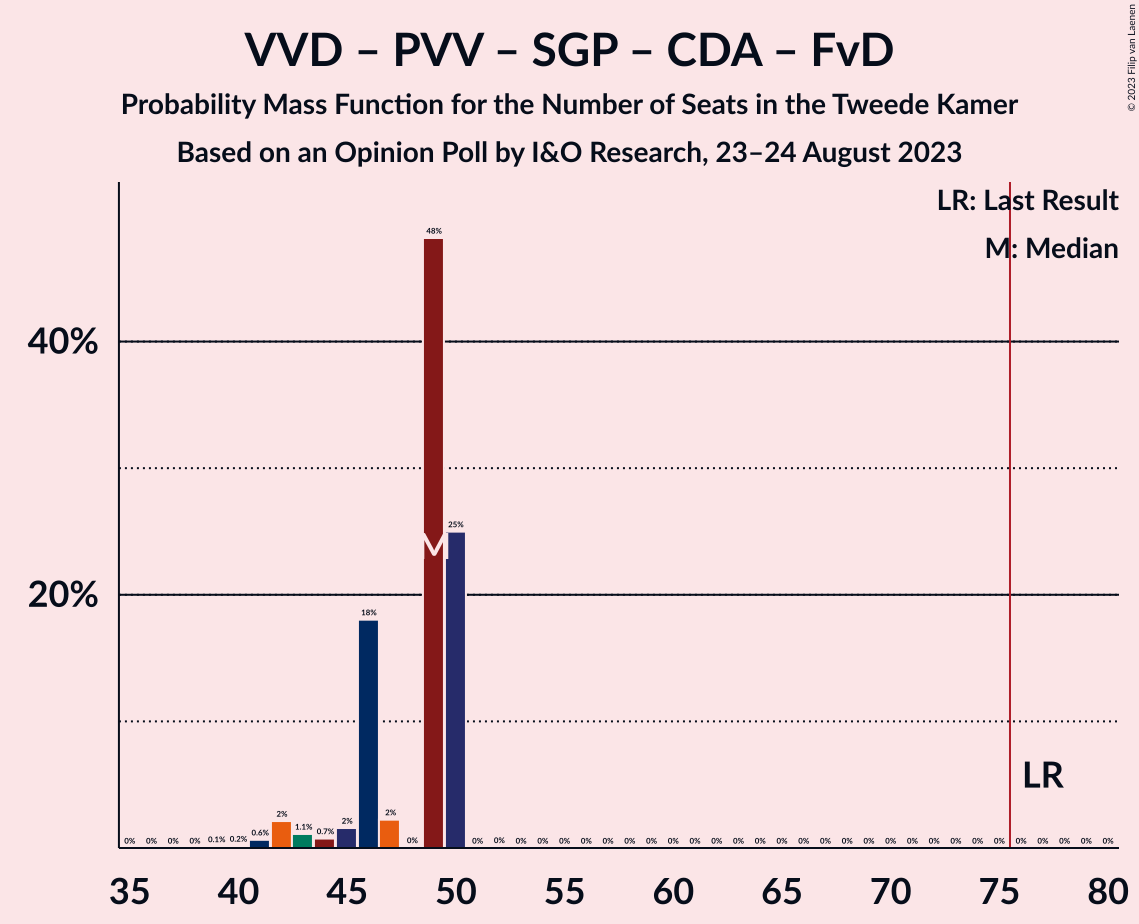 VVD – PVV – SGP – CDA – FvD
Probability Mass Function for the Number of Seats in the Tweede Kamer
Based on an Opinion Poll by I&O Research, 23–24 August 2023
© 2023 Filip van Laenen
LR: Last Result
M: Median
40%
20%
48%
25%
M
18%
LR
0% 0% 0% 0% 0.1% 0.2% 0.6% 2% 1.1% 0.7% 2% 2% 0% 0% 0% 0% 0% 0% 0% 0% 0% 0% 0% 0% 0% 0% 0% 0% 0% 0% 0% 0% 0% 0% 0% 0% 0% 0% 0% 0% 0% 0% 0%
35 40 45 50 55 60 65 70 75 80